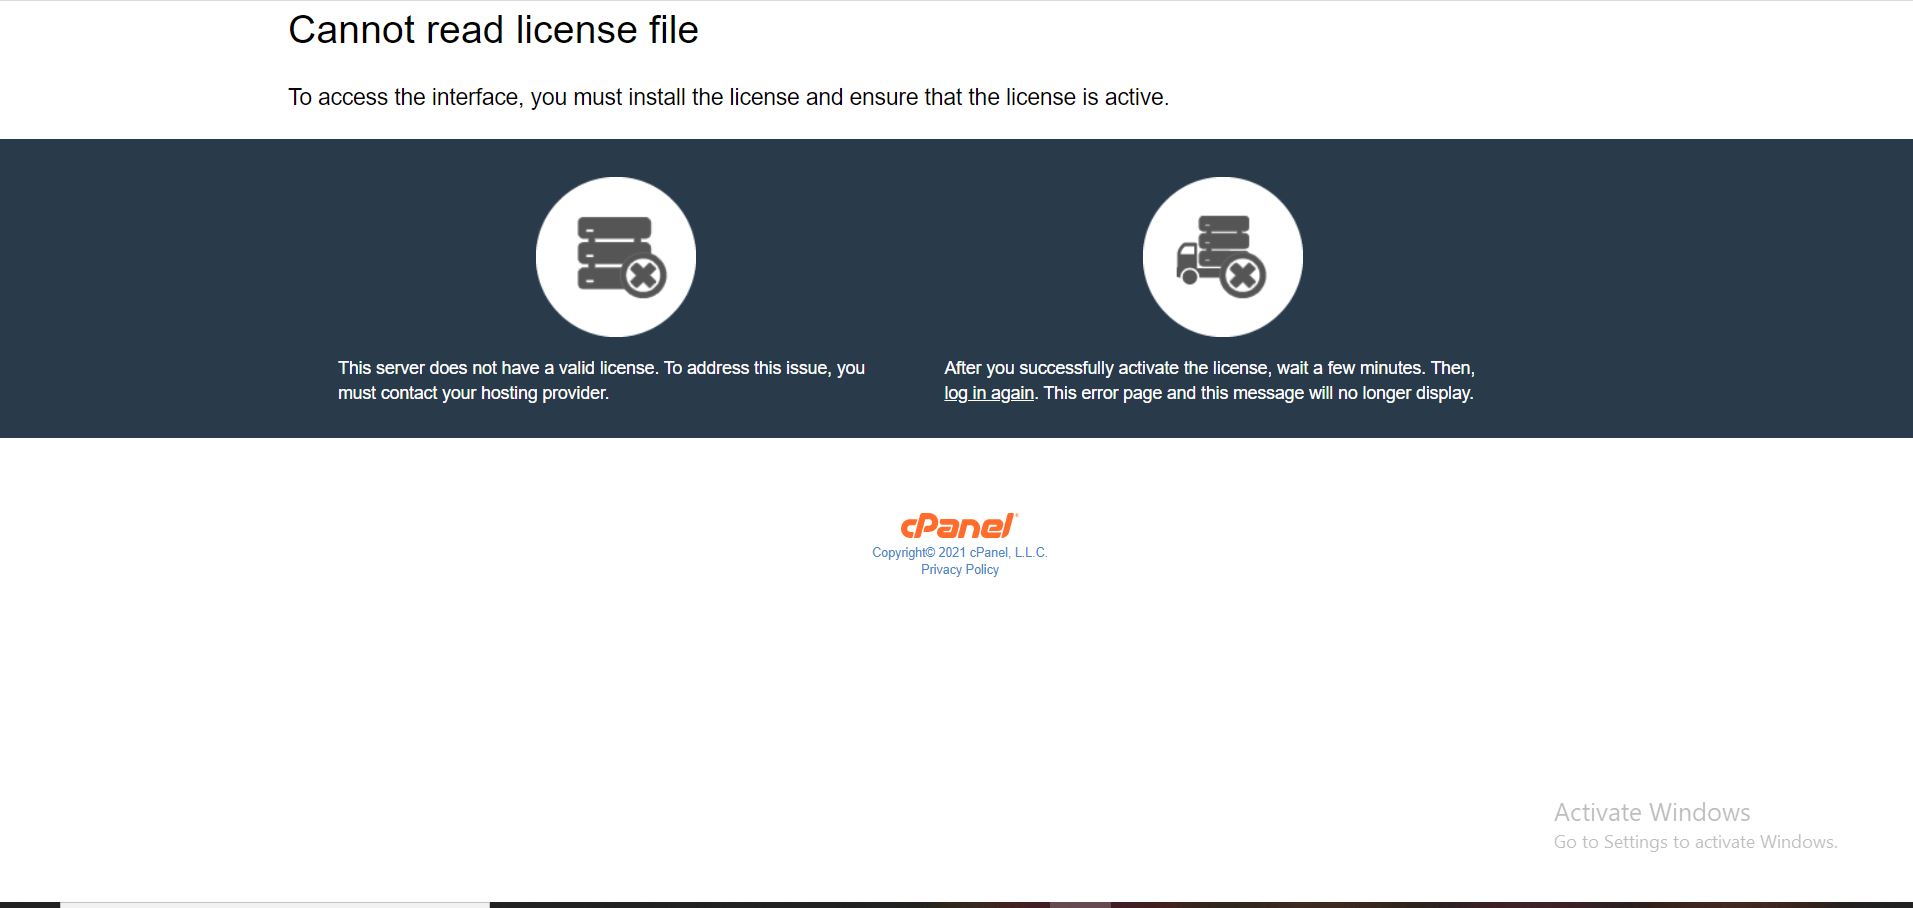 Cannot read license file
To access the interface, you must install the license and ensure that the license is active.
This server does not have a valid license. To address this issue, you
must contact your hosting provider.
After you successfully activate the license, wait a few minutes. Then,
log in again. This error page and this message will no longer display.
cPanel®
Copyright© 2021 cPanel, L.L.C.
Privacy Policy
Activate Windows
Go to Settings to activate Windows.